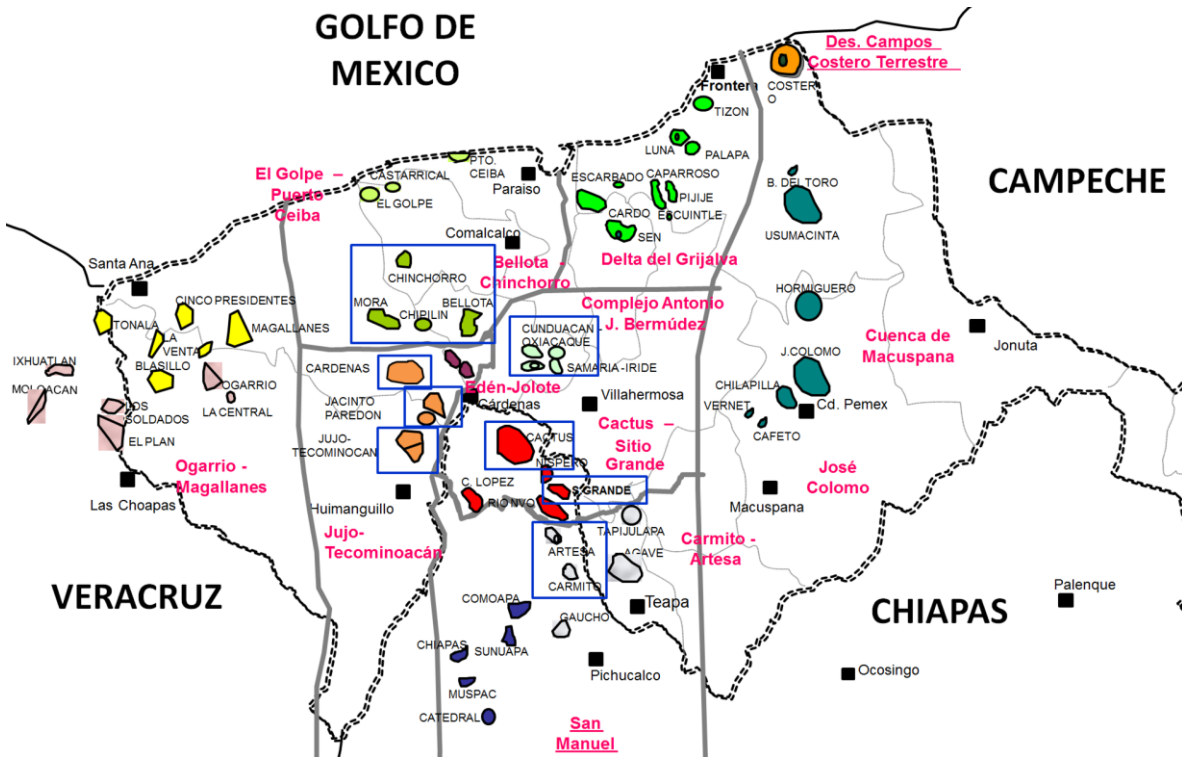 GOLFO DE
MEXICO
Des. Campos
Costero Terrestre
Frontera
COSTER
O
TIZON
LUNA
PALAPA
PTO.
CEIBA
CASTARRICAL
EL GOLPE
Paraiso
El Golpe –
Puerto
Ceiba
ESCARBADO
CAPARROSO
PIJIJE
CARDO
ESCUINTLE
SEN
B. DEL TORO
USUMACINTA
CAMPECHE
Comalcalco
Bellota -
Chinchorro
Delta del Grijalva
Santa Ana
CHINCHORRO
MORA
CHIPILIN
BELLOTA
Complejo Antonio
J. Bermúdez
HORMIGUERO
CINCO PRESIDENTES
TONALA
LA
VENTA
MAGALLANES
BLASILLO
CUNDUACAN -
OXIACAQUE
SAMARIA-IRIDE
Cuenca de
Macuspana
Jonuta
IXHUATLAN
MOLOACAN
OGARRIO
LA CENTRAL
LOS
SOLDADOS
EL PLAN
CARDENAS
Edén-Jolote
Cárdenas
JACINTO
PAREDON
Villahermosa
J.COLOMO
CHILAPILLA
VERNET
Cd. Pemex
CAFETO
JUJO-
TECOMINOCAN
CACTUS
NISPERO
Cactus –
Sitio
Grande
Ogarrio -
Magallanes
Las Choapas
Huimanguillo
C. LOPEZ
RIO NVO
S.GRANDE
José
Colomo
Macuspana
Jujo-
Tecominoacán
TAPIJULAPA
ARTESA
AGAVE
CARMITO
Carmito -
Artesa
VERACRUZ
COMOAPA
GAUCHO
Teapa
CHIAPAS
Palenque
CHIAPAS
SUNUAPA
Pichucalco
Ocosingo
MUSPAC
CATEDRAL
San
Manuel